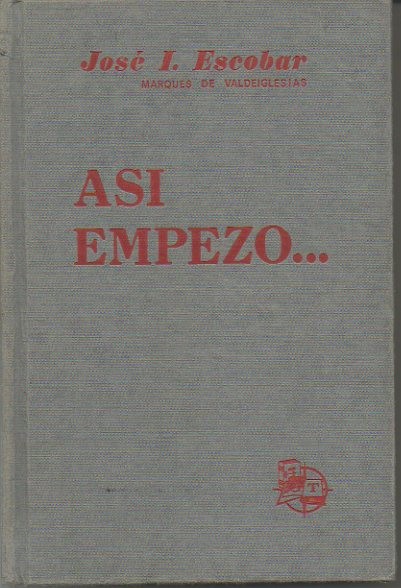 José I. Escobar
MARQUES DE VALDEIGLESIAS
ASI
EMPEZO...
T